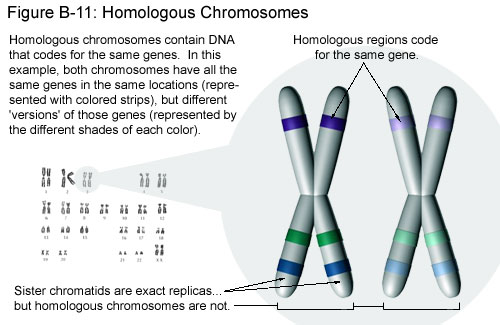 Figure B-11: Homologous Chromosomes
Homologous chromosomes contain DNA
that codes for the same genes.  In this
example, both chromosomes have all the
same genes in the same locations (repre-
sented with colored strips), but different
'versions' of those genes (represented by
the different shades of each color).
Homologous regions code
for the same gene.
Sister chromatids are exact replicas...
but homologous chromosomes are not.